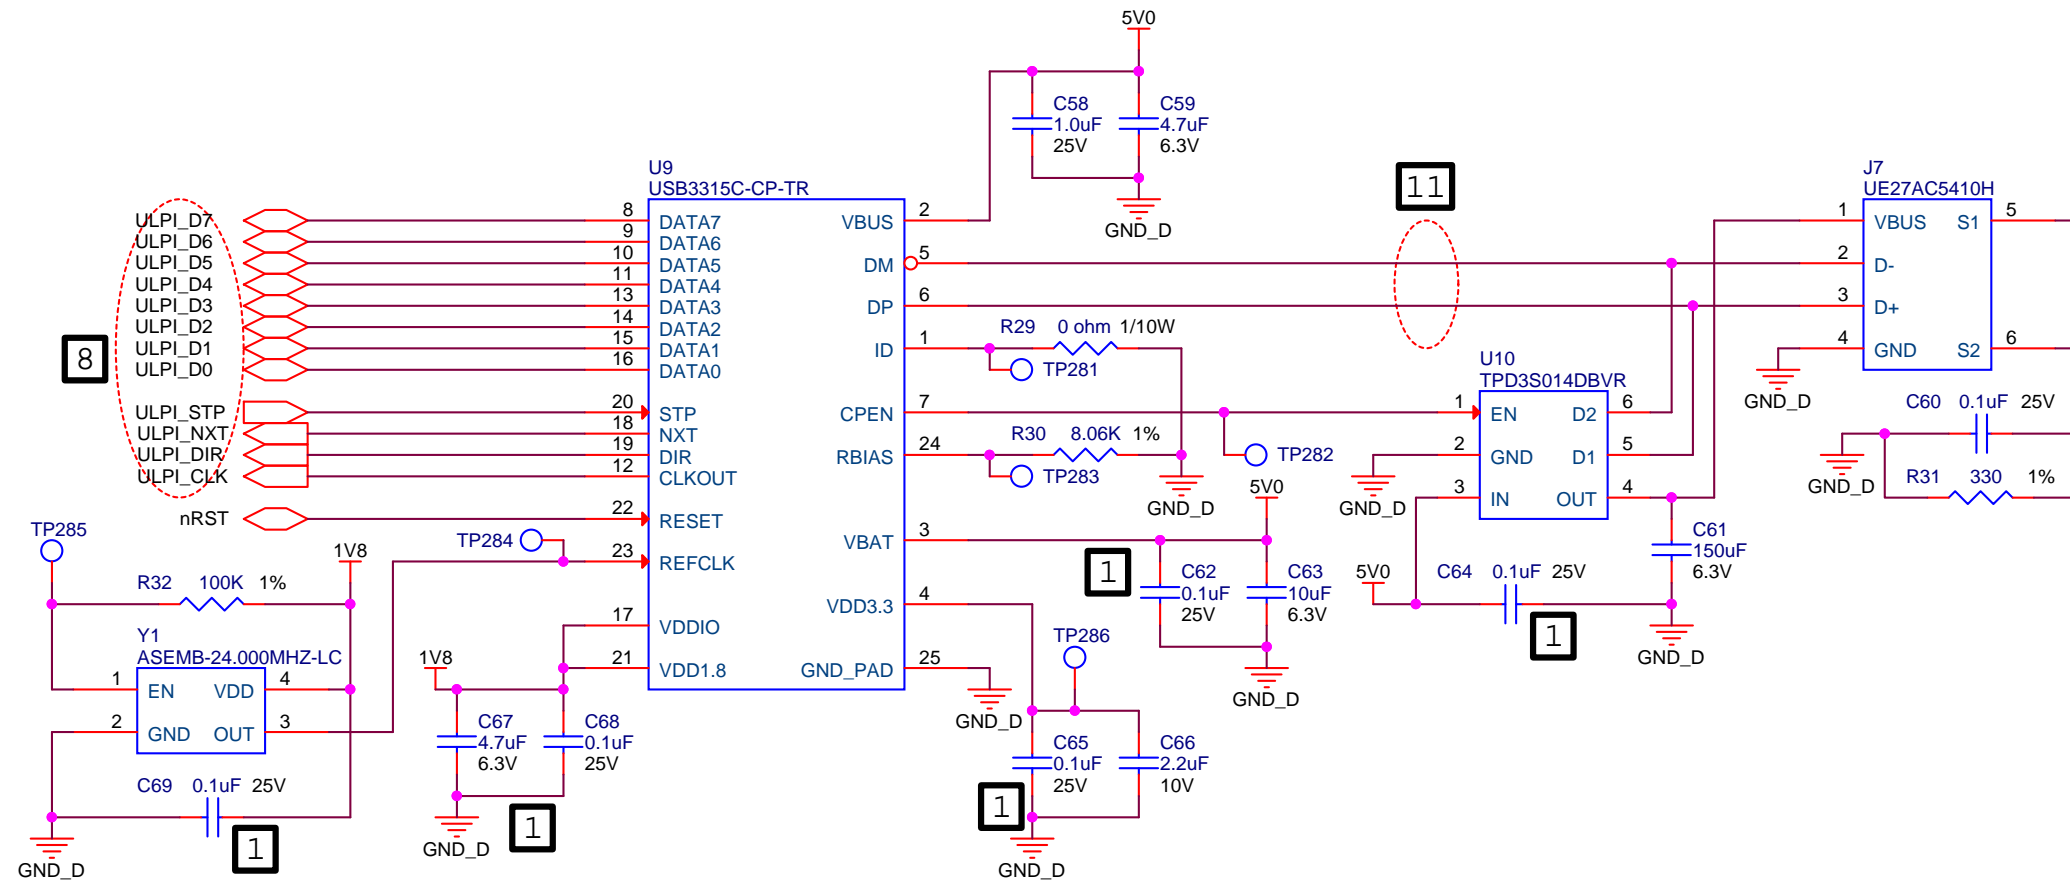 5V0
C58
1.0uF
25V
C59
4.7uF
6.3V
GND_D
U9
USB3315C-CP-TR
ULPI_D7
ULPI_D6
ULPI_D5
ULPI_D4
ULPI_D3
ULPI_D2
ULPI_D1
ULPI_D0
ULPI_STP
ULPI_NXT
ULPI_DIR
ULPI_CLK
nRST
8
8 DATA7
9 DATA6
10 DATA5
11 DATA4
13 DATA3
14 DATA2
15 DATA1
16 DATA0
20 STP
18 NXT
19 DIR
12 CLKOUT
22 RESET
23 REFCLK
17 VDDIO
21 VDD1.8
VBUS 2
DM 5
DP 6
ID 1
CPEN 7
RBIAS 24
VBAT 3
VDD3.3 4
GND_PAD 25
R29 0 ohm 1/10W
TP281
R30 8.06K 1%
TP283
TP282
GND_D
5V0
1
C62
0.1uF
25V
C63
10uF
6.3V
GND_D
GND_D
TP286
C65
0.1uF
25V
C66
2.2uF
10V
1
GND_D
11
U10
TPD3S014DBVR
1 EN
2 GND
3 IN
D2 6
D1 5
OUT 4
GND_D
5V0
C64 0.1uF 25V
1
C61
150uF
6.3V
GND_D
J7
UE27AC5410H
1 VBUS
2 D-
3 D+
4 GND
S1 5
S2 6
GND_D
C60 0.1uF 25V
R31 330 1%
GND_D
TP284
TP285
1V8
R32 100K 1%
Y1
ASEMB-24.000MHZ-LC
1 EN
2 GND
VDD 4
OUT 3
C69 0.1uF 25V
1
GND_D
1V8
C67
4.7uF
6.3V
C68
0.1uF
25V
1
GND_D